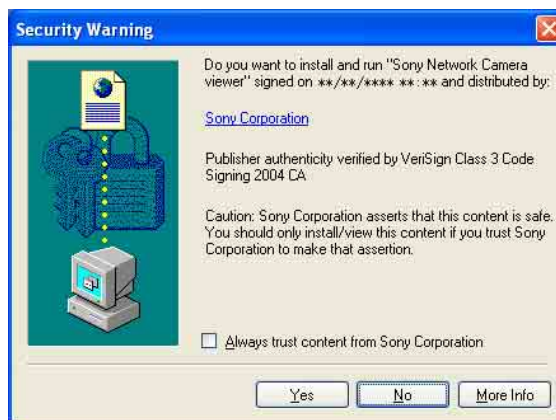 Security Warning
Do you want to install and run "Sony Network Camera
viewer" signed on **/**/**** **:** and distributed by:
Sony Corporation
Publisher authenticity verified by VeriSign Class 3 Code
Signing 2004 CA
Caution: Sony Corporation asserts that this content is safe.
You should only install/view this content if you trust Sony
Corporation to make that assertion.
Always trust content from Sony Corporation
Yes
No
More Info